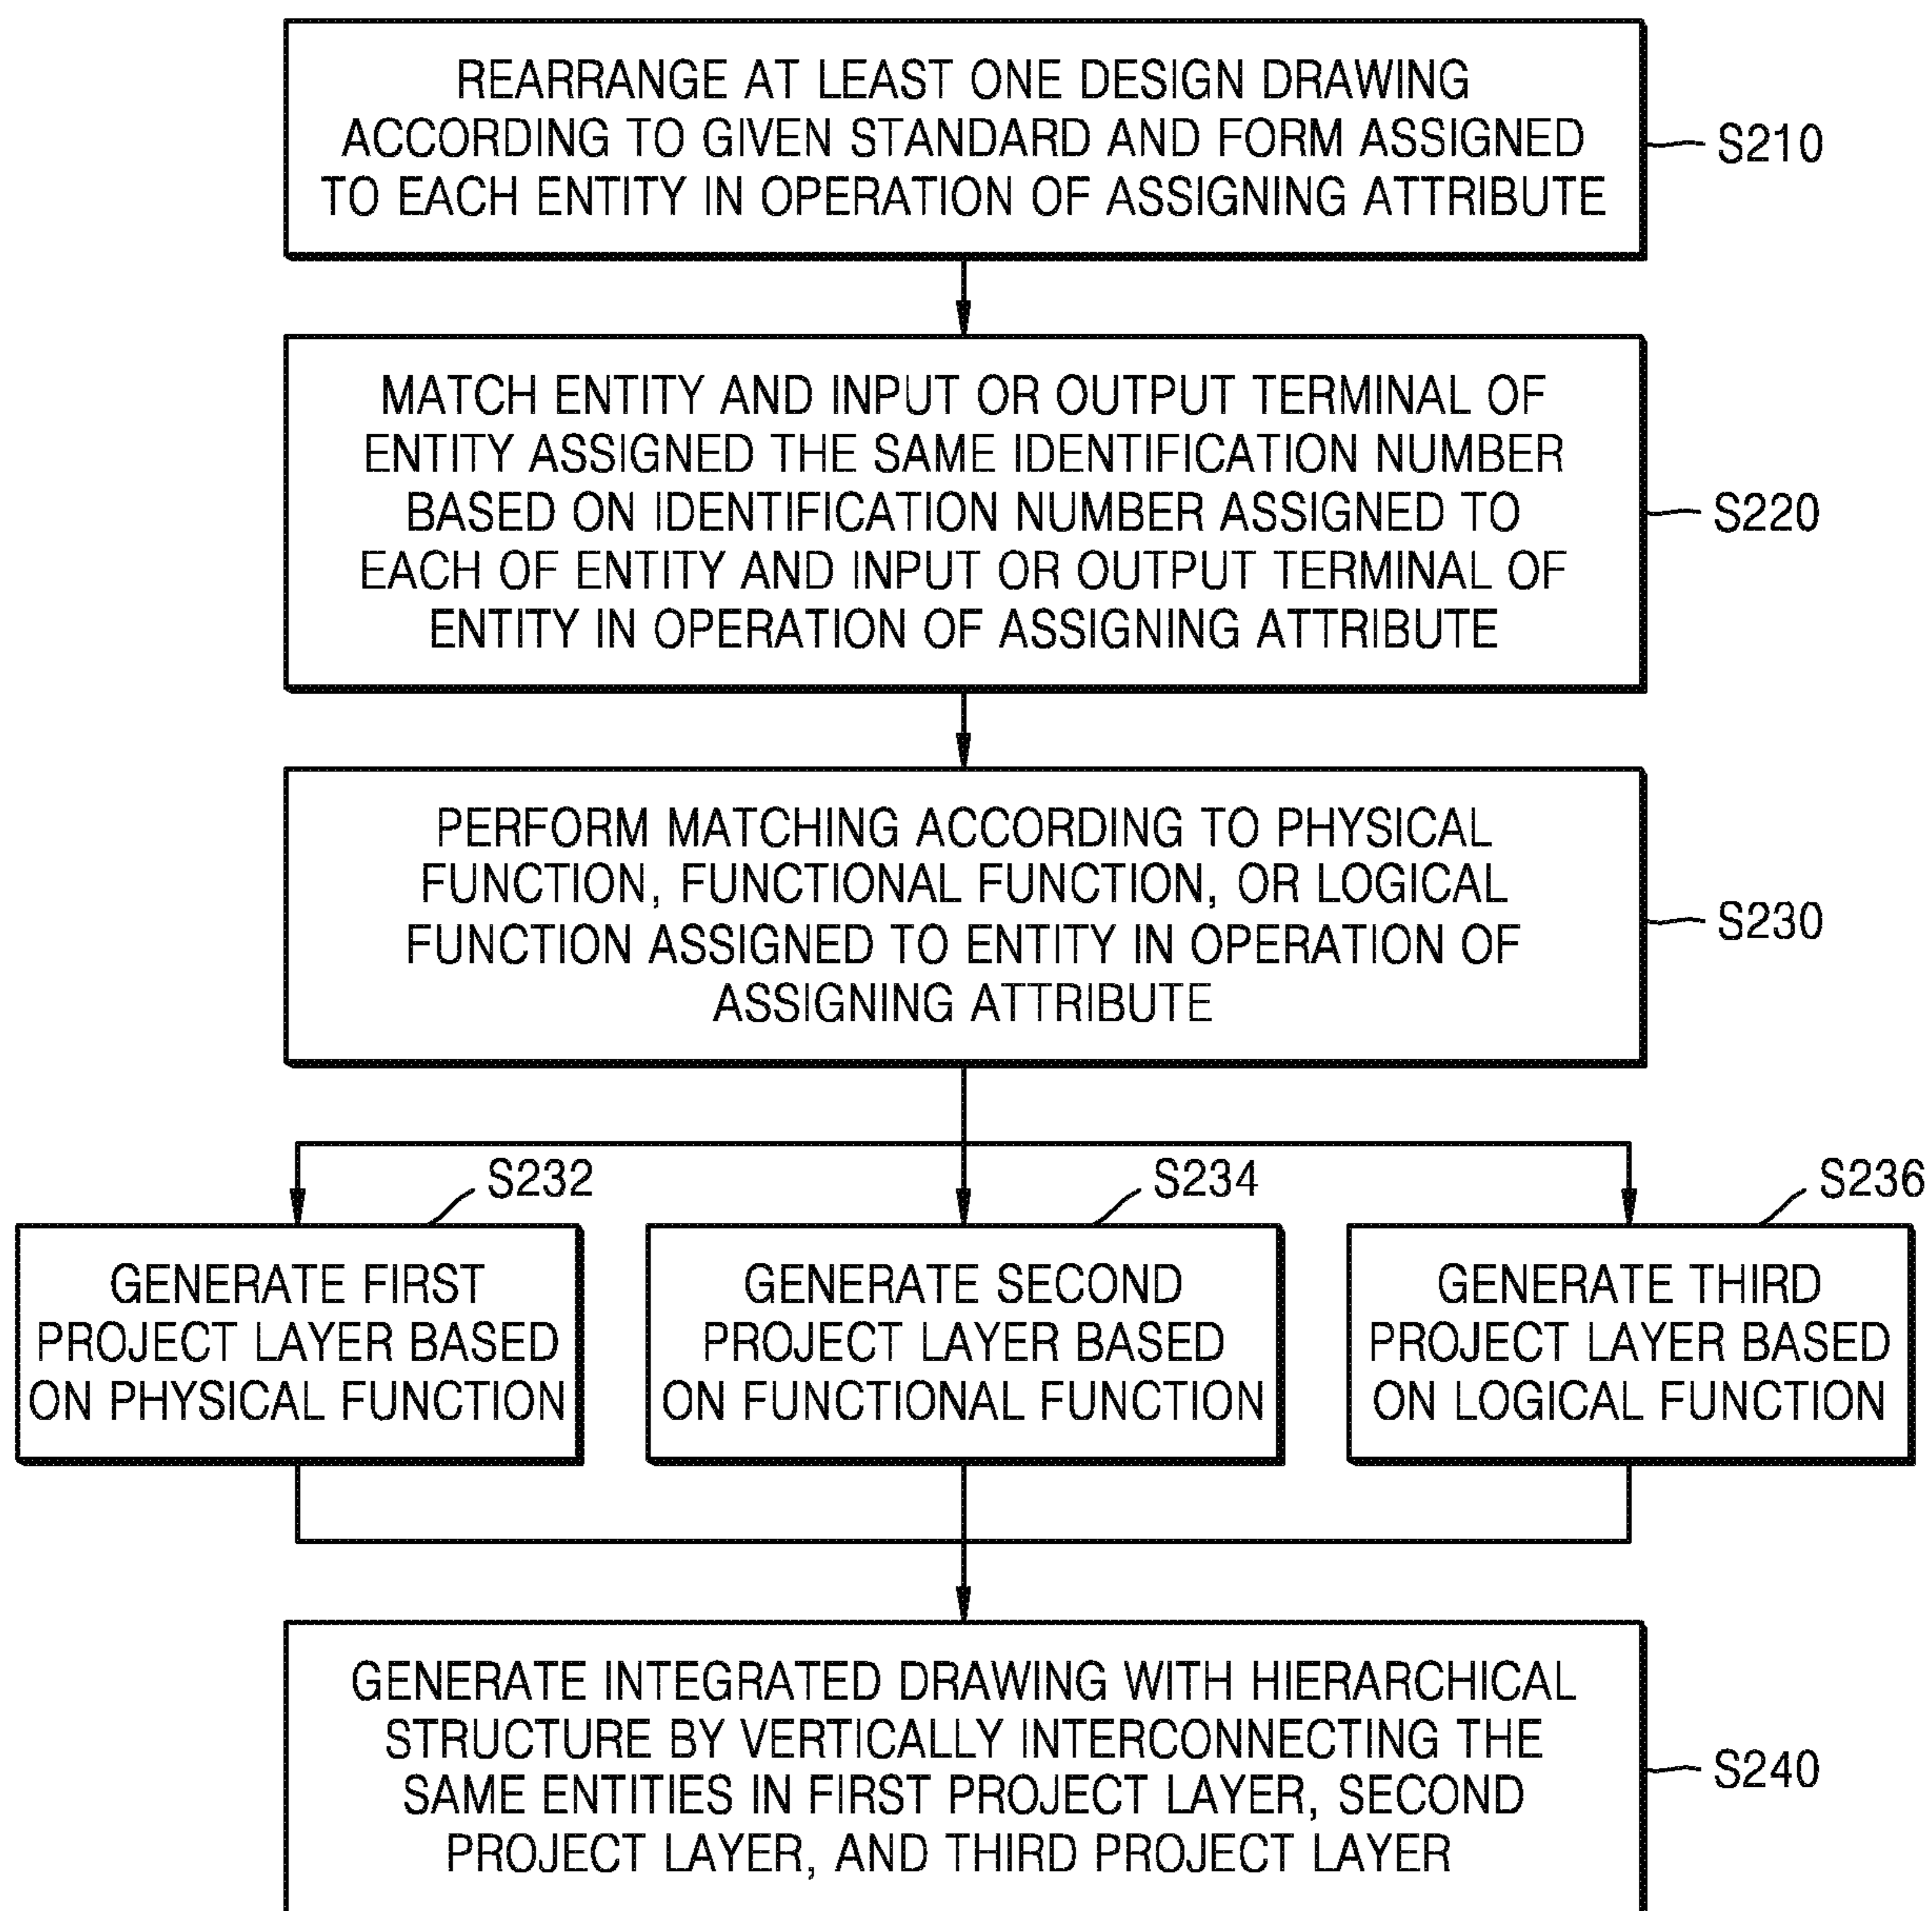 REARRANGE AT LEAST ONE DESIGN DRAWING
ACCORDING TO GIVEN STANDARD AND FORM ASSIGNED
TO EACH ENTITY IN OPERATION OF ASSIGNING ATTRIBUTE
S210
MATCH ENTITY AND INPUT OR OUTPUT TERMINAL OF
ENTITY ASSIGNED THE SAME IDENTIFICATION NUMBER
BASED ON IDENTIFICATION NUMBER ASSIGNED TO
EACH OF ENTITY AND INPUT OR OUTPUT TERMINAL OF
ENTITY IN OPERATION OF ASSIGNING ATTRIBUTE
S220
PERFORM MATCHING ACCORDING TO PHYSICAL
FUNCTION, FUNCTIONAL FUNCTION, OR LOGICAL
FUNCTION ASSIGNED TO ENTITY IN OPERATION OF
ASSIGNING ATTRIBUTE
S230
S232
GENERATE FIRST
PROJECT LAYER BASED
ON PHYSICAL FUNCTION
S234
GENERATE SECOND
PROJECT LAYER BASED
ON FUNCTIONAL FUNCTION
S236
GENERATE THIRD
PROJECT LAYER BASED
ON LOGICAL FUNCTION
GENERATE INTEGRATED DRAWING WITH HIERARCHICAL
STRUCTURE BY VERTICALLY INTERCONNECTING THE
SAME ENTITIES IN FIRST PROJECT LAYER, SECOND
PROJECT LAYER, AND THIRD PROJECT LAYER
S240